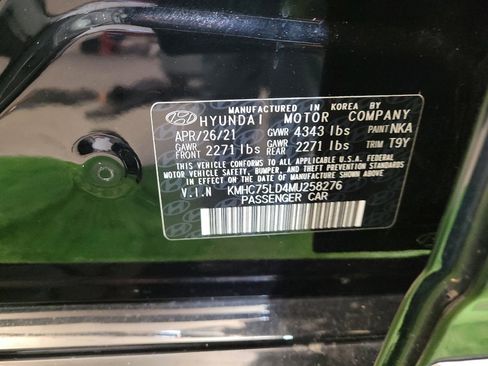 MANUFACTURED IN KOREA BY
HYUNDAI MOTOR COMPANY
APR/26/21 GVWR 4343 lbs PAINT NKA
GAWR FRONT 2271 lbs GAWR REAR 2271 lbs TRIM T9Y
THIS VEHICLE CONFORMS TO ALL APPLICABLE U.S.A. FEDERAL
MOTOR VEHICLE SAFETY, BUMPER, AND THEFT PREVENTION
STANDARDS IN EFFECT ON THE DATE OF MANUFACTURE SHOWN ABOVE.
V.I.N KMHC75LD4MU258276
PASSENGER CAR